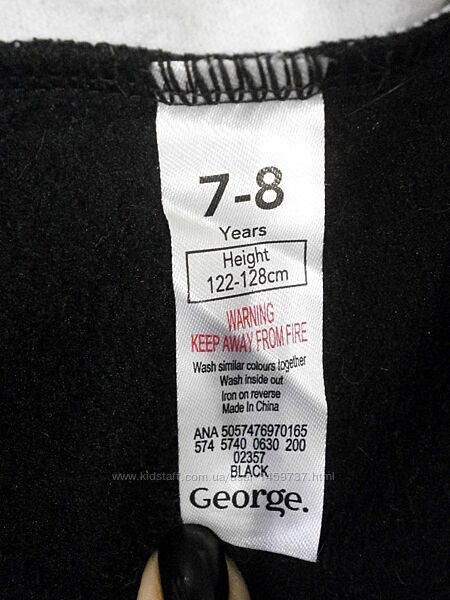 7-8
Years
Height
122-128cm
WARNING
KEEP AWAY FROM FIRE
Wash similar colours together
Wash inside out
Iron on reverse
Made In China
ANA 5057476970165
574 5740 0630 200
02357
BLACK
George.